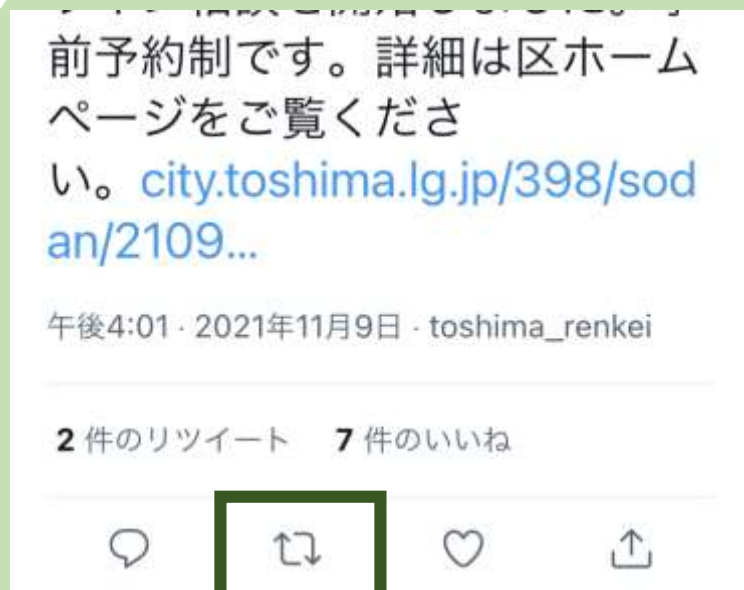 前予約制です。詳細は区ホーム
ページをご覧くださ
い。city.toshima.lg.jp/398/sod
an/2109...
午後4:01 · 2021年11月9日 · toshima_renkei
2 件のリツイート 7 件のいいね